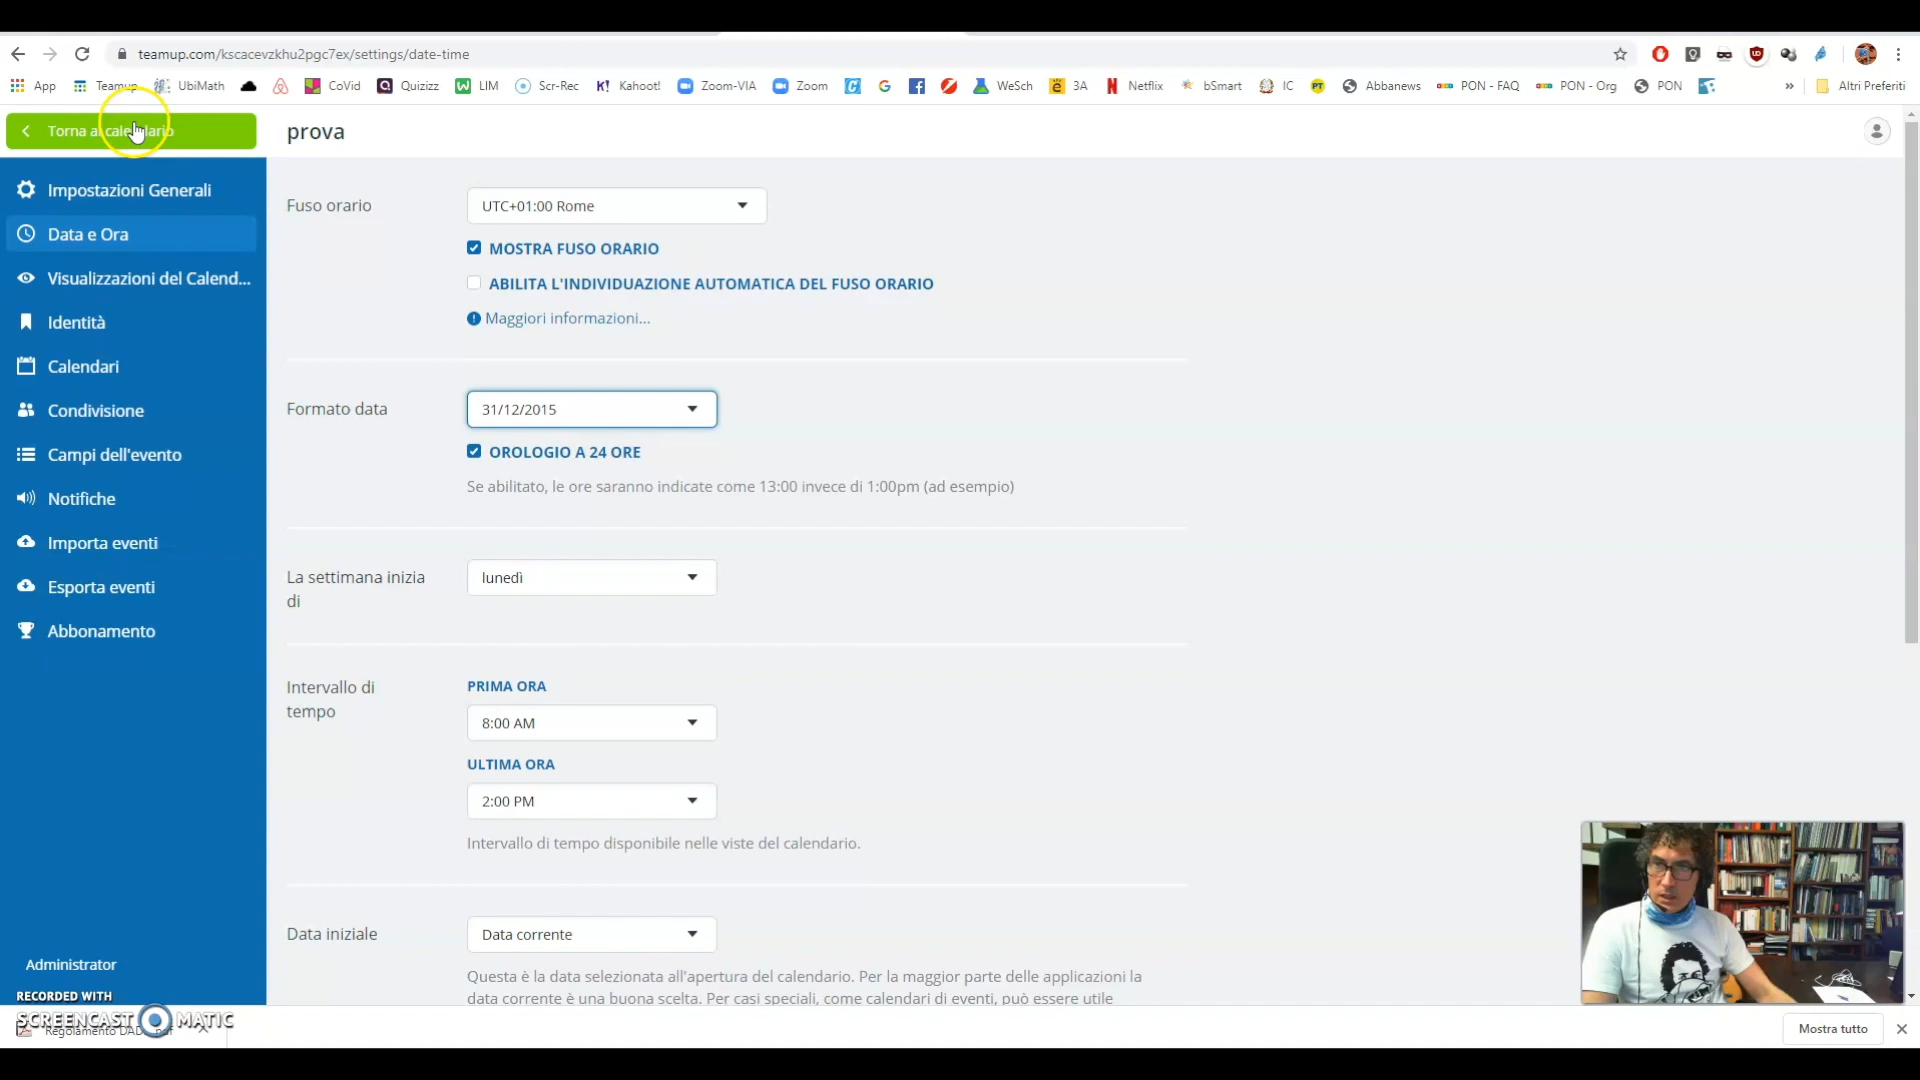 teamup.com/kscacevzkhu2pgc7ex/settings/date-time
App Teamup UbiMath CoVid Quizizz LIM Scr-Rec Kahoot! Zoom-VIA Zoom WeSch 3A Netflix bSmart IC Abbanews PON - FAQ PON - Org PON » Altri Preferiti
Torna al calendario
prova
Impostazioni Generali
Data e Ora
Visualizzazioni del Calend...
Identità
Calendari
Condivisione
Campi dell'evento
Notifiche
Importa eventi
Esporta eventi
Abbonamento
Administrator
Fuso orario
UTC+01:00 Rome
MOSTRA FUSO ORARIO
ABILITA L'INDIVIDUAZIONE AUTOMATICA DEL FUSO ORARIO
Maggiori informazioni...
Formato data
31/12/2015
OROLOGIO A 24 ORE
Se abilitato, le ore saranno indicate come 13:00 invece di 1:00pm (ad esempio)
La settimana inizia
di
lunedì
Intervallo di
tempo
PRIMA ORA
8:00 AM
ULTIMA ORA
2:00 PM
Intervallo di tempo disponibile nelle viste del calendario.
Data iniziale
Data corrente
Questa è la data selezionata all'apertura del calendario. Per la maggior parte delle applicazioni la
data corrente è una buona scelta. Per casi speciali, come calendari di eventi, può essere utile
RECORDED WITH
SCREENCAST MATIC
Regolamento DAD
Mostra tutto